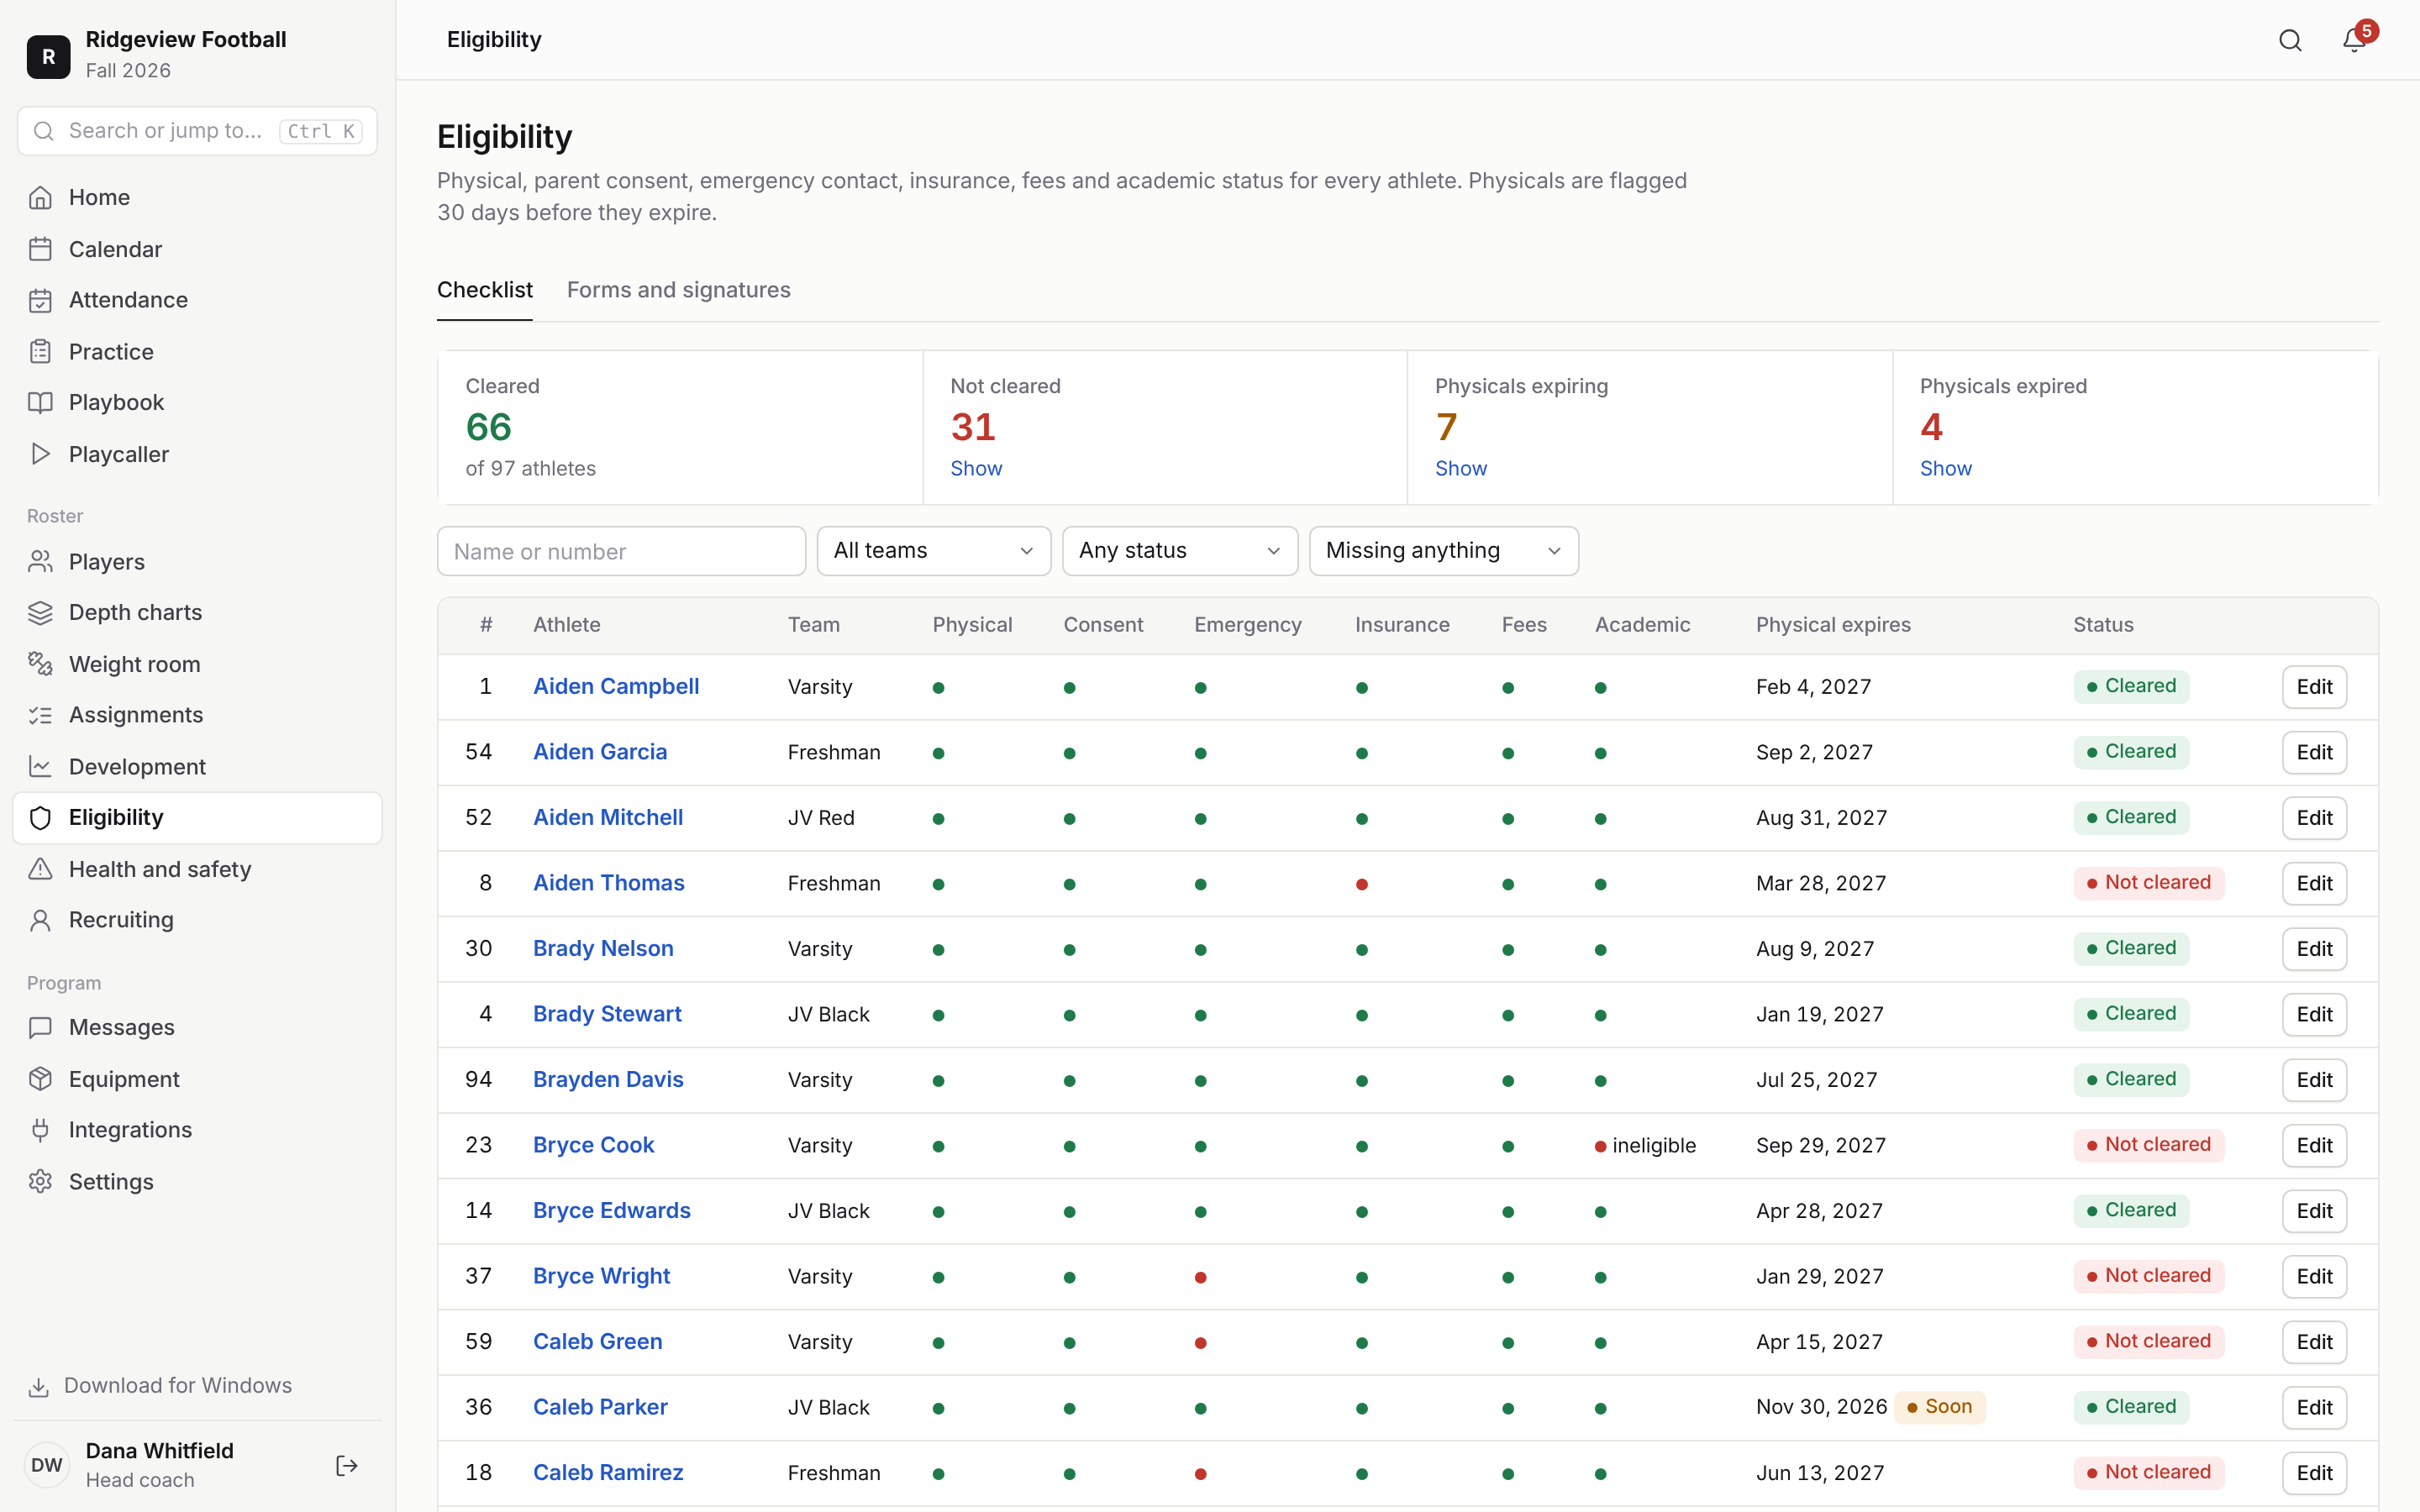 R
Ridgeview Football
Fall 2026
Search or jump to...
Ctrl K
Home
Calendar
Attendance
Practice
Playbook
Playcaller
Roster
Players
Depth charts
Weight room
Assignments
Development
Eligibility
Health and safety
Recruiting
Program
Messages
Equipment
Integrations
Settings
Download for Windows
DW
Dana Whitfield
Head coach
Eligibility
5
Eligibility
Physical, parent consent, emergency contact, insurance, fees and academic status for every athlete. Physicals are flagged
30 days before they expire.
Checklist Forms and signatures
Cleared
66
of 97 athletes
Not cleared
31
Show
Physicals expiring
7
Show
Physicals expired
4
Show
Name or number All teams Any status Missing anything
# Athlete Team Physical Consent Emergency Insurance Fees Academic Physical expires Status
1 Aiden Campbell Varsity Feb 4, 2027 Cleared Edit
54 Aiden Garcia Freshman Sep 2, 2027 Cleared Edit
52 Aiden Mitchell JV Red Aug 31, 2027 Cleared Edit
8 Aiden Thomas Freshman Mar 28, 2027 Not cleared Edit
30 Brady Nelson Varsity Aug 9, 2027 Cleared Edit
4 Brady Stewart JV Black Jan 19, 2027 Cleared Edit
94 Brayden Davis Varsity Jul 25, 2027 Cleared Edit
23 Bryce Cook Varsity ineligible Sep 29, 2027 Not cleared Edit
14 Bryce Edwards JV Black Apr 28, 2027 Cleared Edit
37 Bryce Wright Varsity Jan 29, 2027 Not cleared Edit
59 Caleb Green Varsity Apr 15, 2027 Not cleared Edit
36 Caleb Parker JV Black Nov 30, 2026 Soon Cleared Edit
18 Caleb Ramirez Freshman Jun 13, 2027 Not cleared Edit